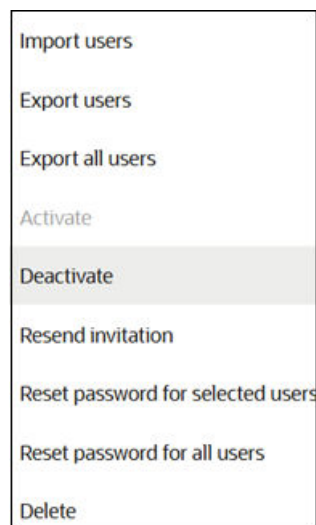 Import users
Export users
Export all users
Activate
Deactivate
Resend invitation
Reset password for selected users
Reset password for all users
Delete